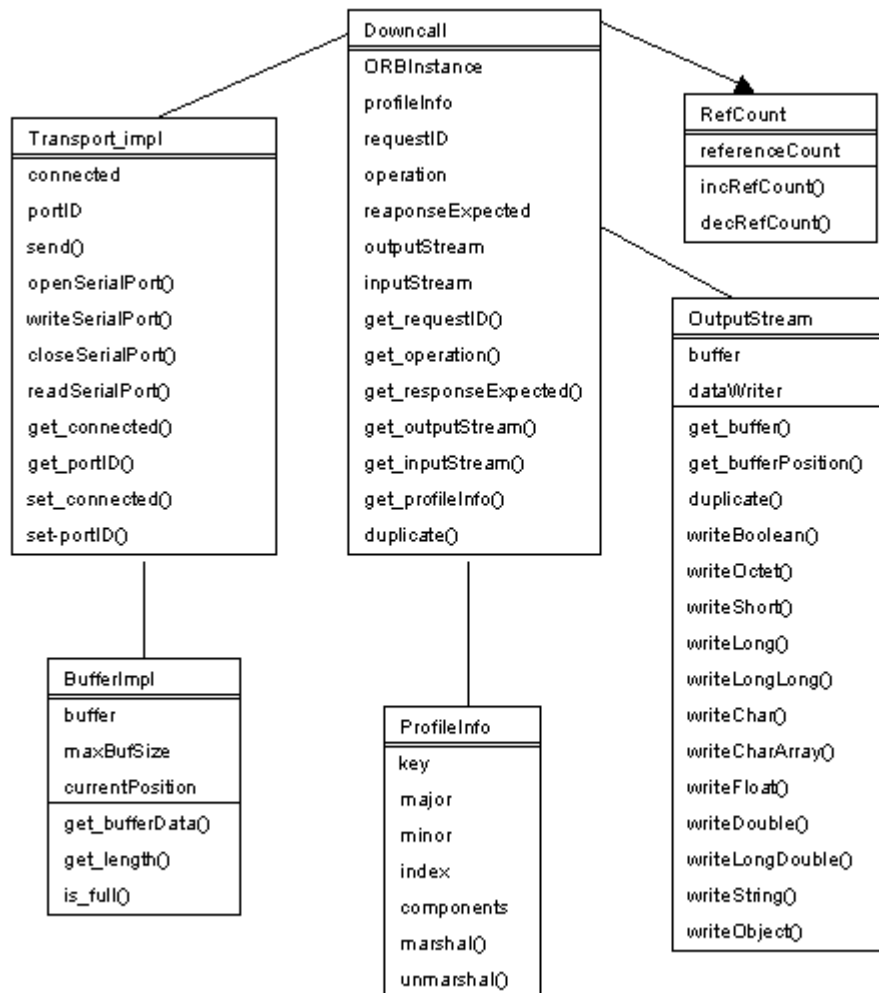 Downcall
ORBInstance
profileInfo
requestID
operation
reaponseExpected
outputStream
inputStream
get_requestID()
get_operation()
get_responseExpected()
get_outputStream()
get_inputStream()
get_profileInfo()
duplicate()
RefCount
referenceCount
incRefCount()
decRefCount()
Transport_impl
connected
portID
send()
openSerialPort()
writeSerialPort()
closeSerialPort()
readSerialPort()
get_connected()
get_portID()
set_connected()
set-portID()
OutputStream
buffer
dataWriter
get_buffer()
get_bufferPosition()
duplicate()
writeBoolean()
writeOctet()
writeShort()
writeLong()
writeLongLong()
writeChar()
writeCharArray()
writeFloat()
writeDouble()
writeLongDouble()
writeString()
writeObject()
BufferImpl
buffer
maxBufSize
currentPosition
get_bufferData()
get_length()
is_full()
ProfileInfo
key
major
minor
index
components
marshal()
unmarshal()